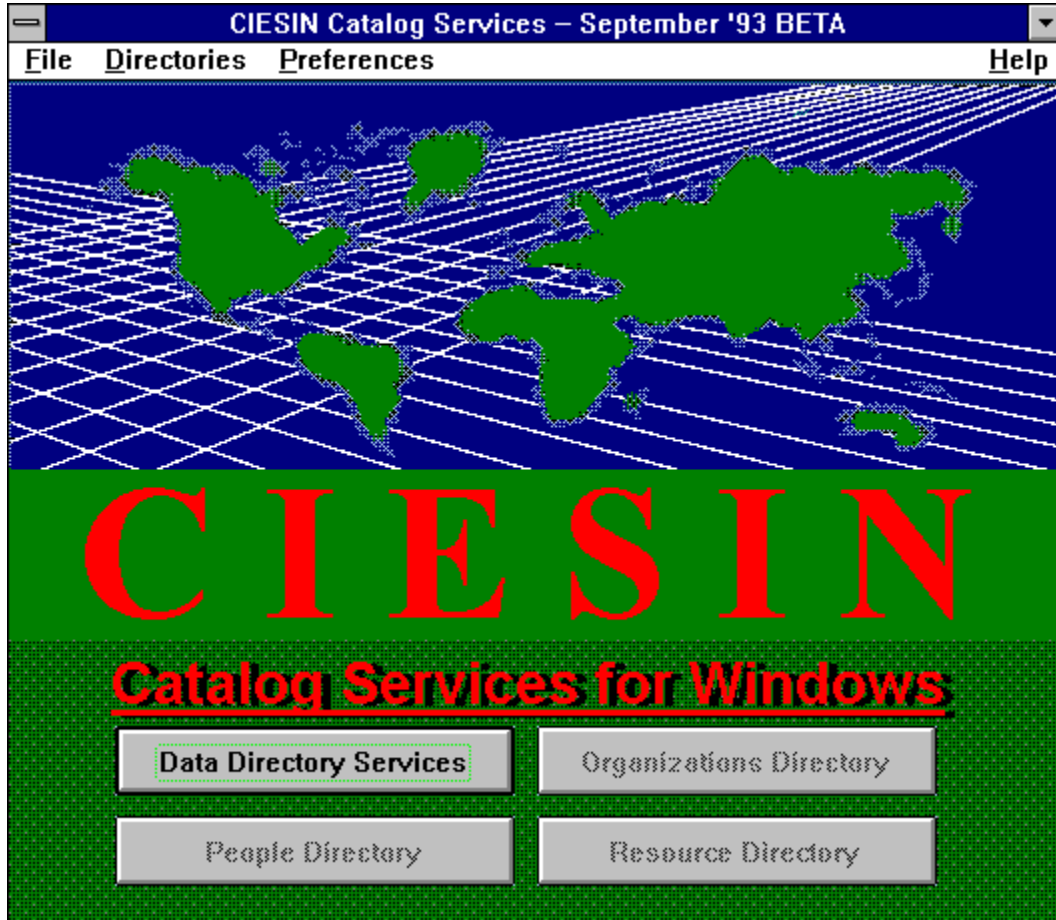 CIESIN Catalog Services – September '93 BETA
File Directories Preferences Help
C I E S I N
Catalog Services for Windows
Data Directory Services Organizations Directory
People Directory Resource Directory